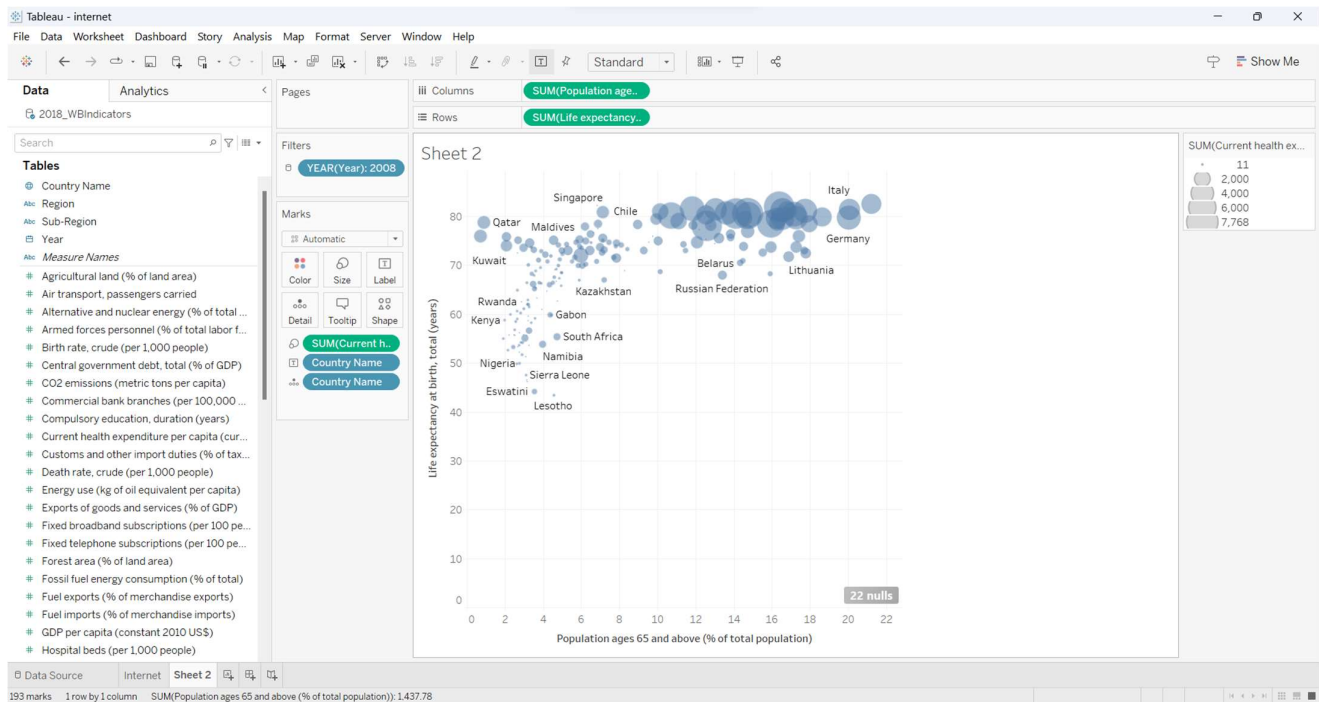 Tableau - internet
File Data Worksheet Dashboard Story Analysis Map Format Server Window Help
Standard
Show Me
Data
Analytics
2018_WBIndicators
Search
Tables
Country Name
Abc Region
Abc Sub-Region
Year
Abc Measure Names
# Agricultural land (% of land area)
# Air transport, passengers carried
# Alternative and nuclear energy (% of total ...
# Armed forces personnel (% of total labor f...
# Birth rate, crude (per 1,000 people)
# Central government debt, total (% of GDP)
# CO2 emissions (metric tons per capita)
# Commercial bank branches (per 100,000 ...
# Compulsory education, duration (years)
# Current health expenditure per capita (cur...
# Customs and other import duties (% of tax...
# Death rate, crude (per 1,000 people)
# Energy use (kg of oil equivalent per capita)
# Exports of goods and services (% of GDP)
# Fixed broadband subscriptions (per 100 pe...
# Fixed telephone subscriptions (per 100 pe...
# Forest area (% of land area)
# Fossil fuel energy consumption (% of total)
# Fuel exports (% of merchandise exports)
# Fuel imports (% of merchandise imports)
# GDP per capita (constant 2010 US$)
# Hospital beds (per 1,000 people)
Pages
Filters
YEAR(Year): 2008
Marks
Automatic
Color Size Label
Detail Tooltip Shape
SUM(Current h..
Country Name
Country Name
Columns
SUM(Population age..
Rows
SUM(Life expectancy..
Sheet 2
Italy
Singapore
Chile
Qatar
Maldives
Germany
Kuwait
Belarus
Lithuania
Kazakhstan
Russian Federation
Rwanda
Gabon
Kenya
South Africa
Namibia
Nigeria
Sierra Leone
Eswatini
Lesotho
Life expectancy at birth, total (years)
80
70
60
50
40
30
20
10
0
22 nulls
0 2 4 6 8 10 12 14 16 18 20 22
Population ages 65 and above (% of total population)
SUM(Current health ex...
11
2,000
4,000
6,000
7,768
Data Source
Internet
Sheet 2
193 marks 1 row by 1 column SUM(Population ages 65 and above (% of total population)): 1.437.78